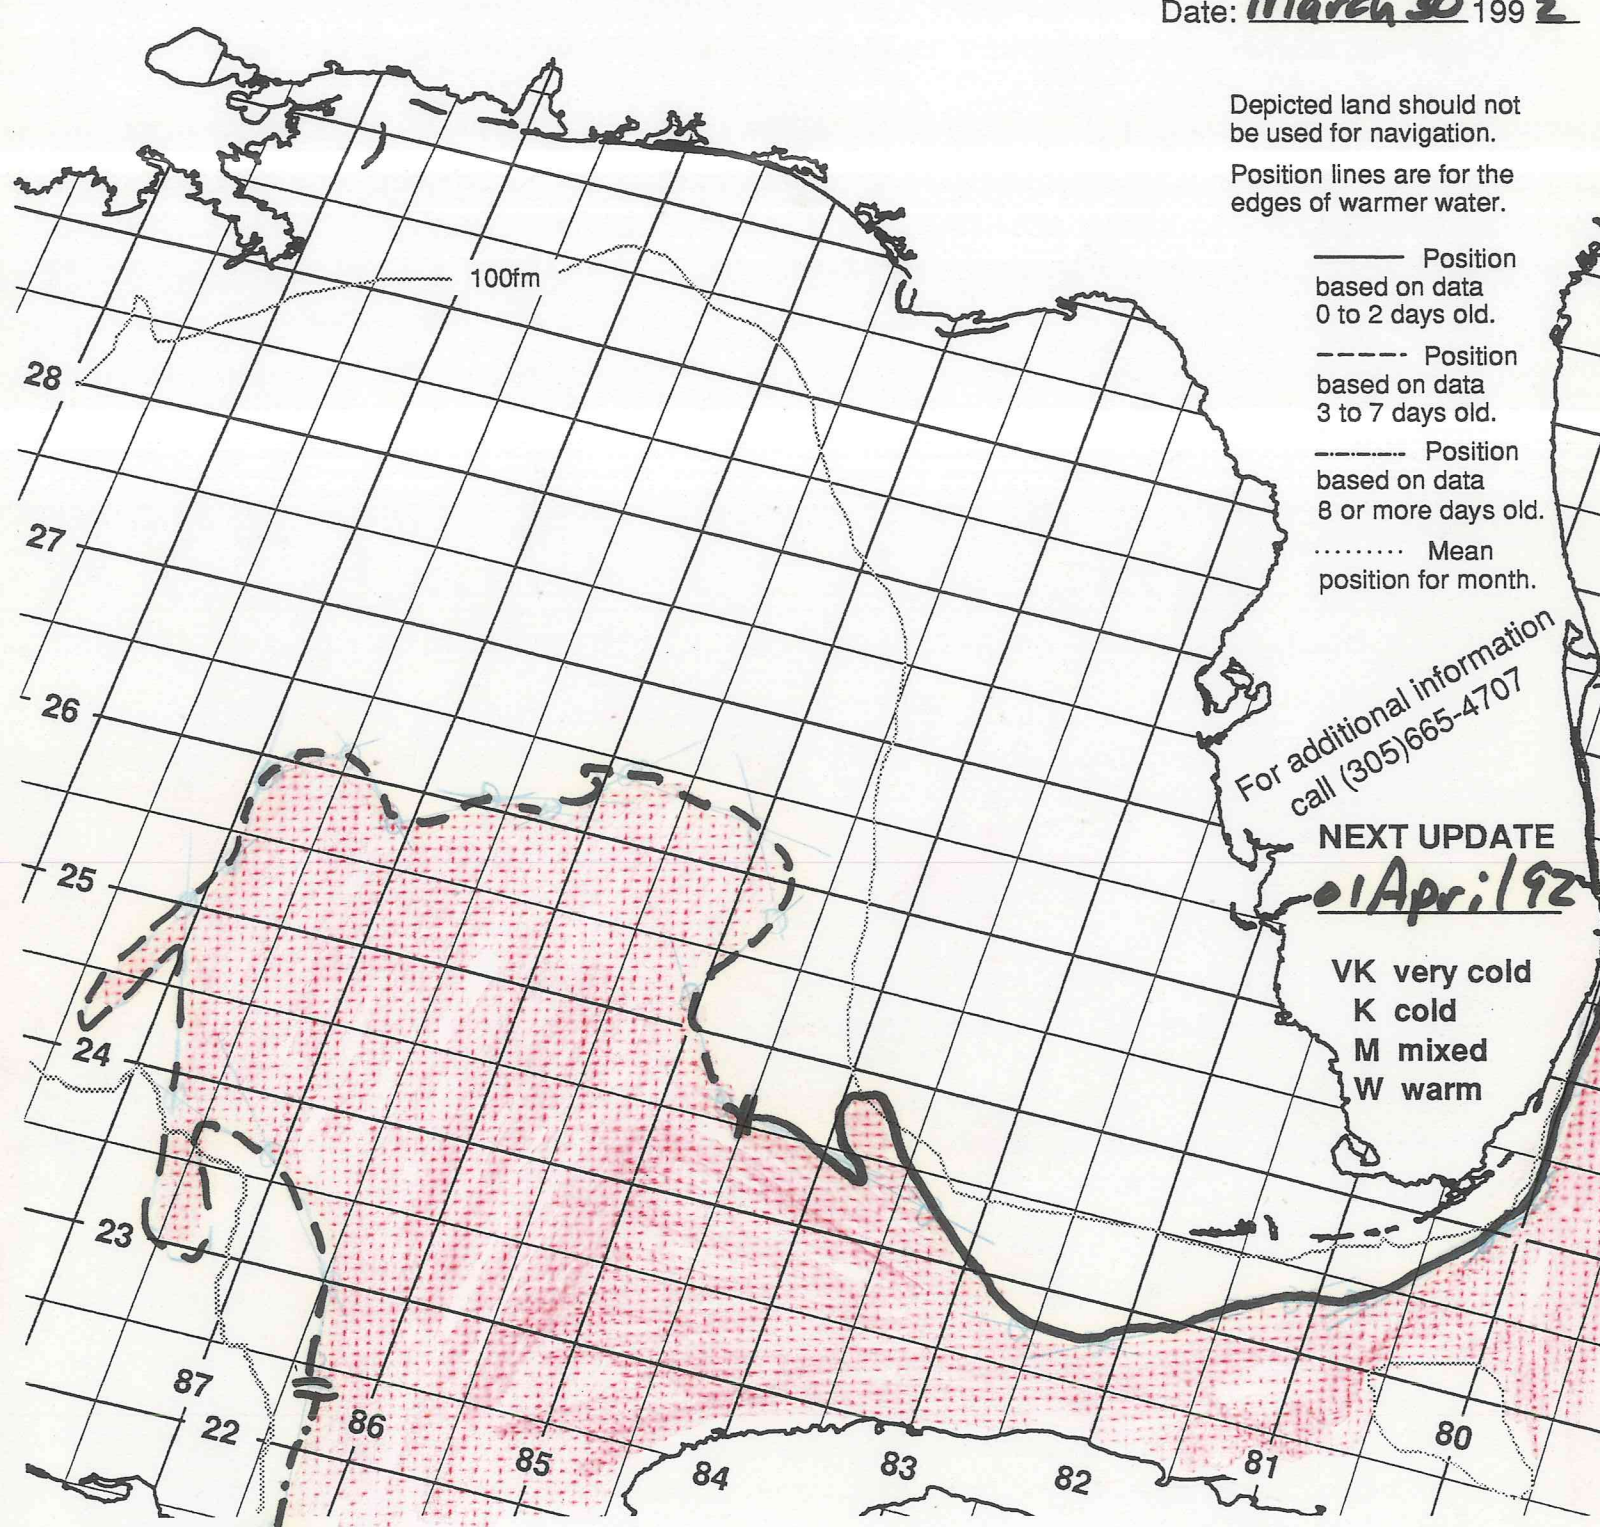 Date: March 30 1992
Depicted land should not
be used for navigation.
Position lines are for the
edges of warmer water.
Position
based on data
0 to 2 days old.
Position
based on data
3 to 7 days old.
Position
based on data
8 or more days old.
Mean
position for month.
For additional information
call (305)665-4707
NEXT UPDATE
01 April 92
VK very cold
K cold
M mixed
W warm
100fm
28
27
26
25
24
23
22
87
86
85
84
83
82
81
80